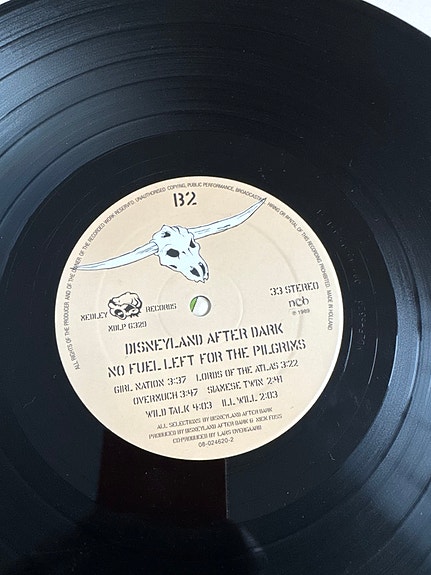 ALL RIGHTS OF THE PRODUCER AND OF THE OWNER OF THE RECORDED WORK RESERVED. UNAUTHORISED COPYING, PUBLIC PERFORMANCE, BROADCASTING, HIRING OR RENTAL OF THIS RECORDING PROHIBITED. MADE IN HOLLAND
B2
33 STEREO
MEDLEY RECORDS
MDLP 6329
ncb
℗ 1989
DISNEYLAND AFTER DARK
NO FUEL LEFT FOR THE PILGRIMS
GIRL NATION 3:37 LORDS OF THE ATLAS 3:22
OVERMUCH 3:47 SIAMESE TWIN 2:41
WILD TALK 4:03 ILL WILL 2:03
ALL SELECTIONS BY DISNEYLAND AFTER DARK
PRODUCED BY DISNEYLAND AFTER DARK & NICK FOSS
CO-PRODUCED BY LARS OVERGAARD
08-024620-2